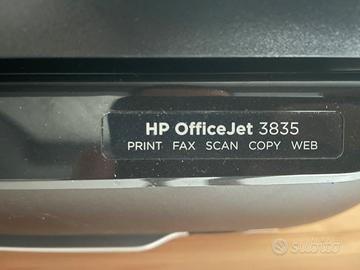 HP OfficeJet 3835
PRINT FAX SCAN COPY WEB
Subito